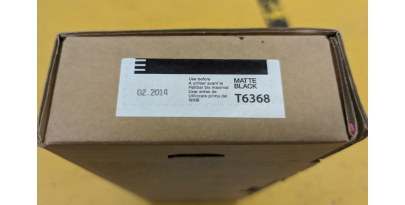 02.2014
Use before
A utiliser avant le
Haltbar bis maximal
Usar antes de
Utilizzare prima del
MATTE
BLACK
T6368